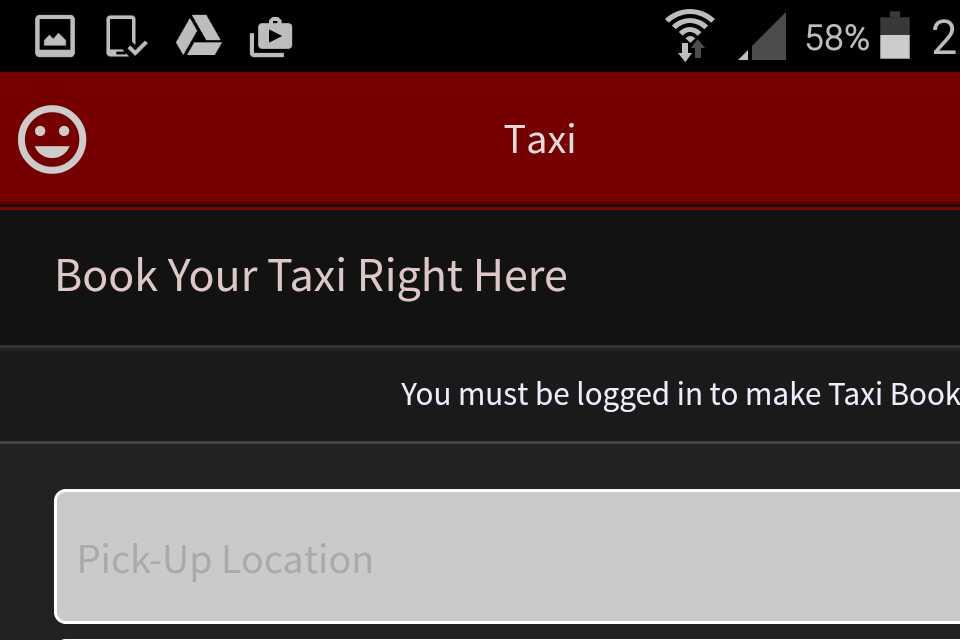 58% 2
Taxi
Book Your Taxi Right Here
You must be logged in to make Taxi Book
Pick-Up Location